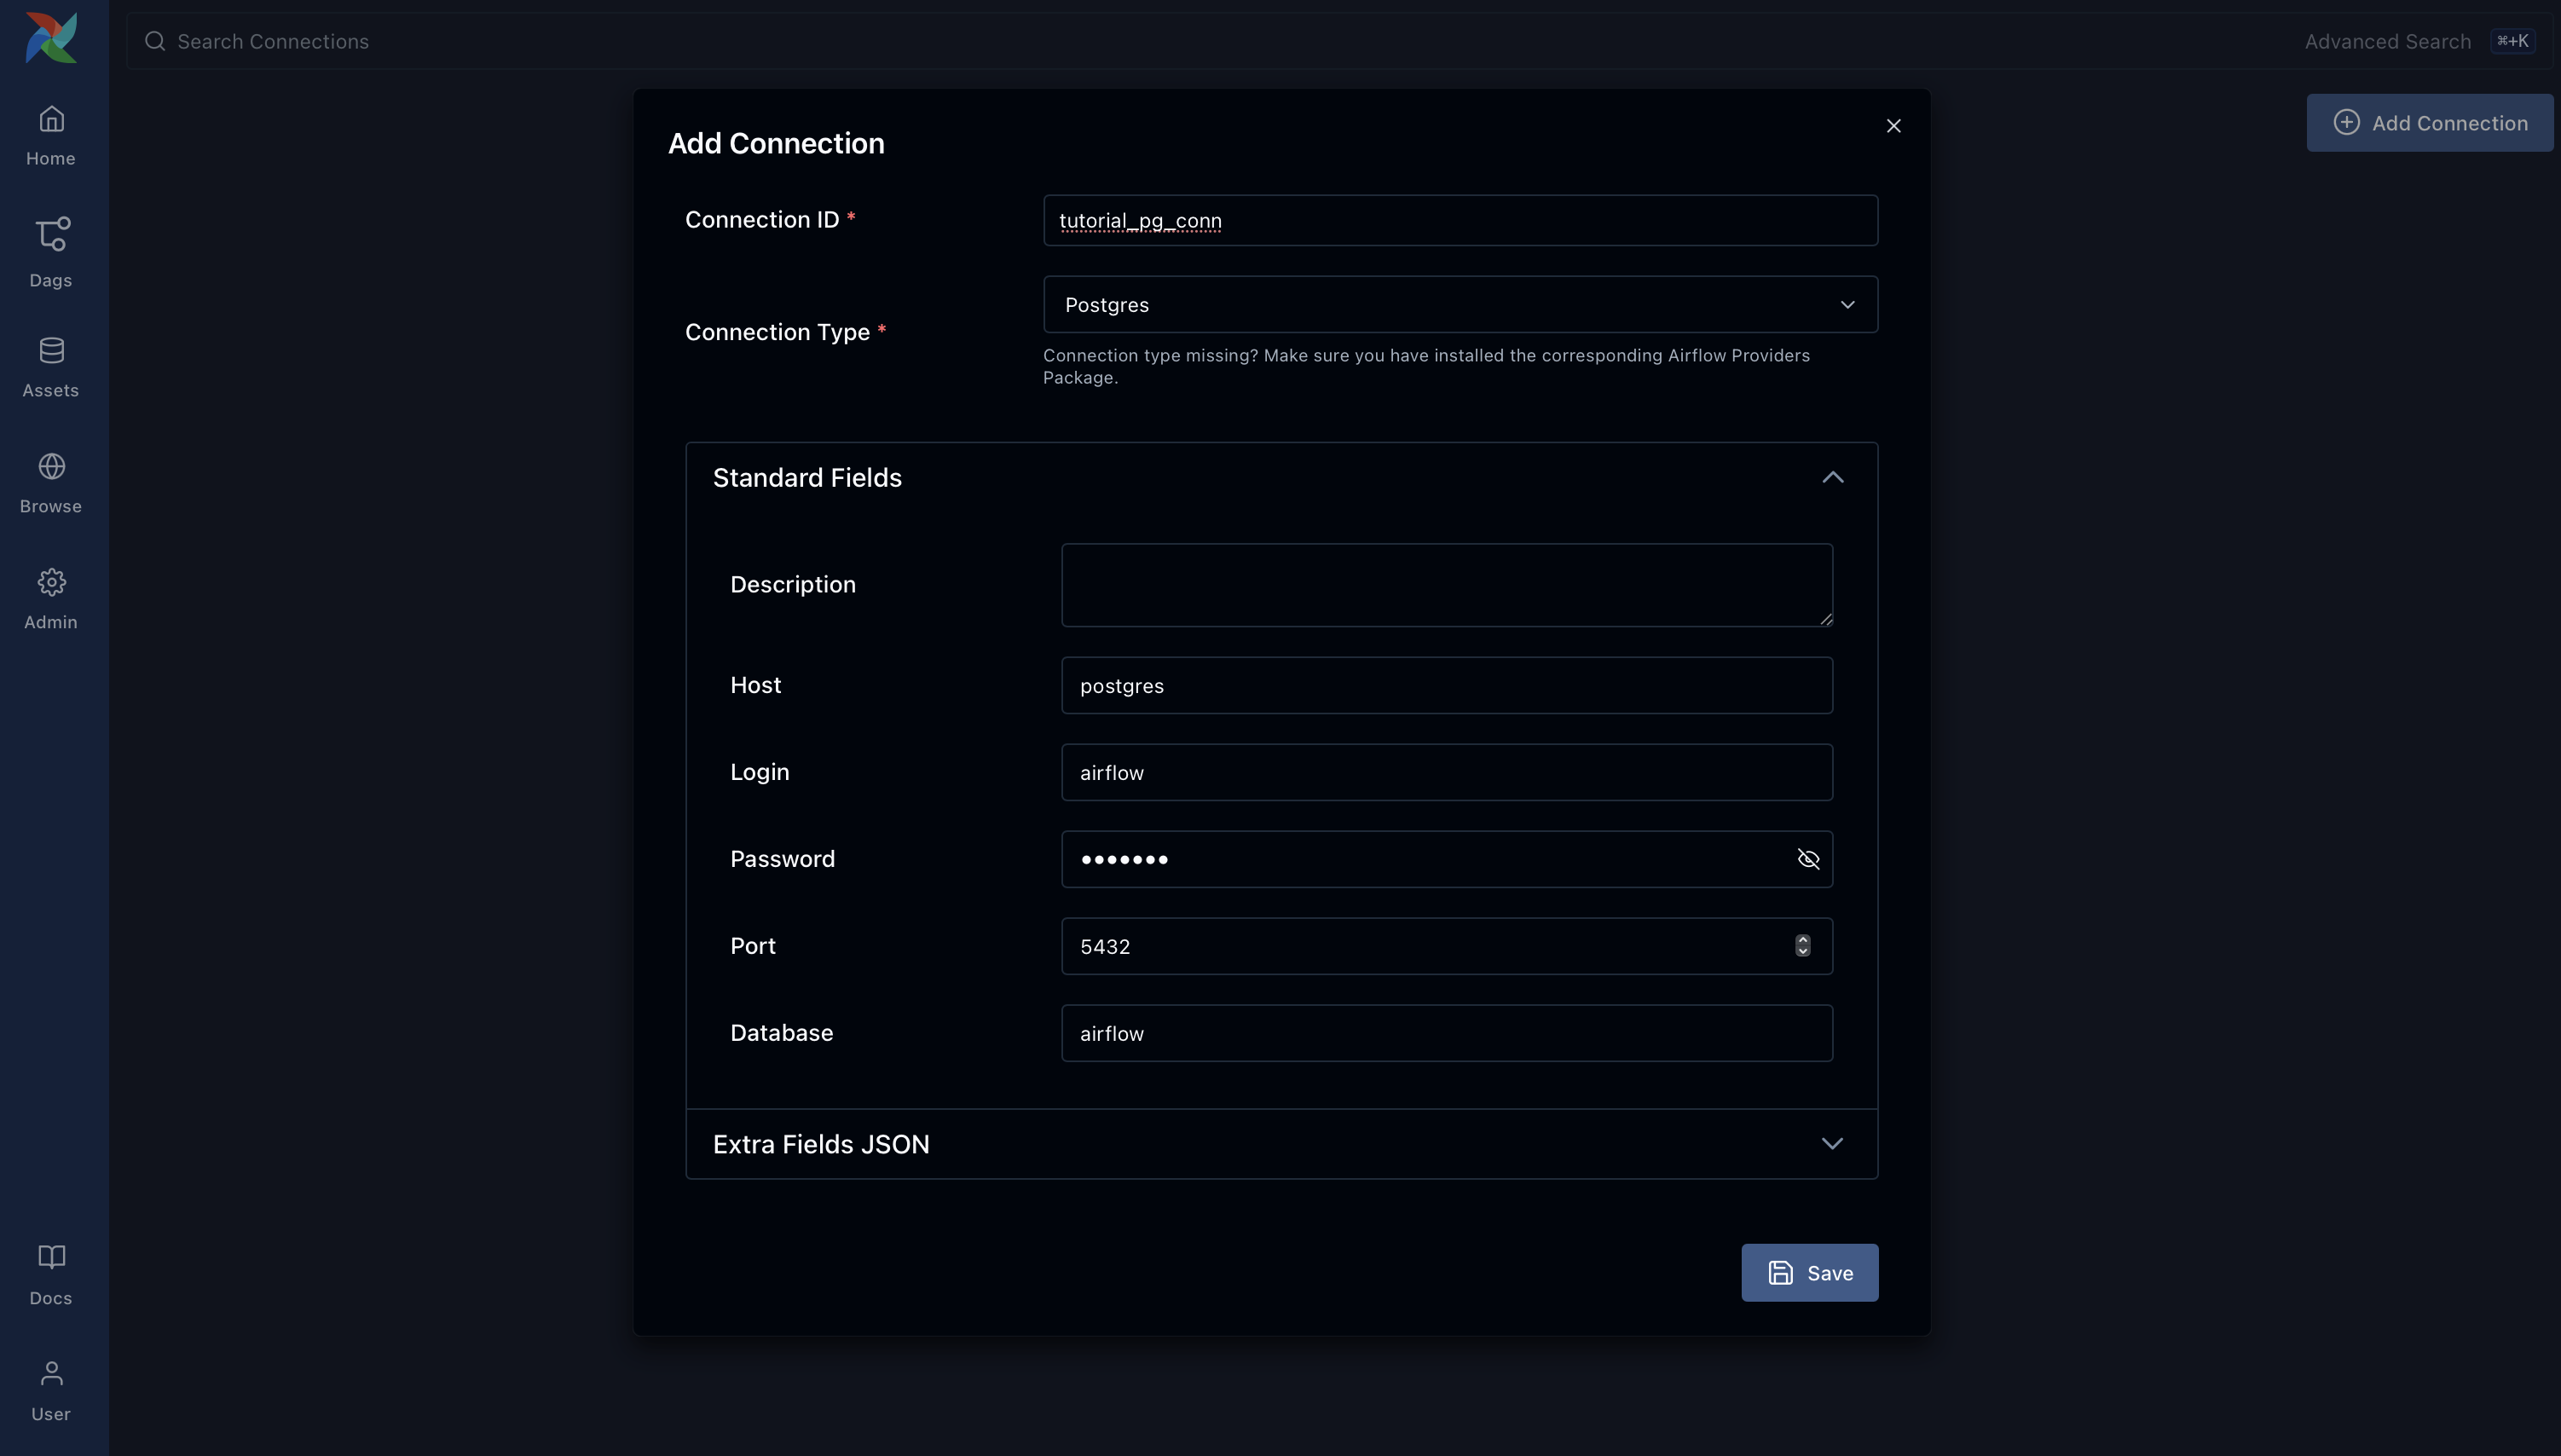 Search Connections
Advanced Search ⌘+K
Home
Dags
Assets
Browse
Admin
Docs
User
Add Connection
Add Connection
Connection ID *
tutorial_pg_conn
Connection Type *
Postgres
Connection type missing? Make sure you have installed the corresponding Airflow Providers
Package.
Standard Fields
Description
Host
postgres
Login
airflow
Password
•••••••
Port
5432
Database
airflow
Extra Fields JSON
Save